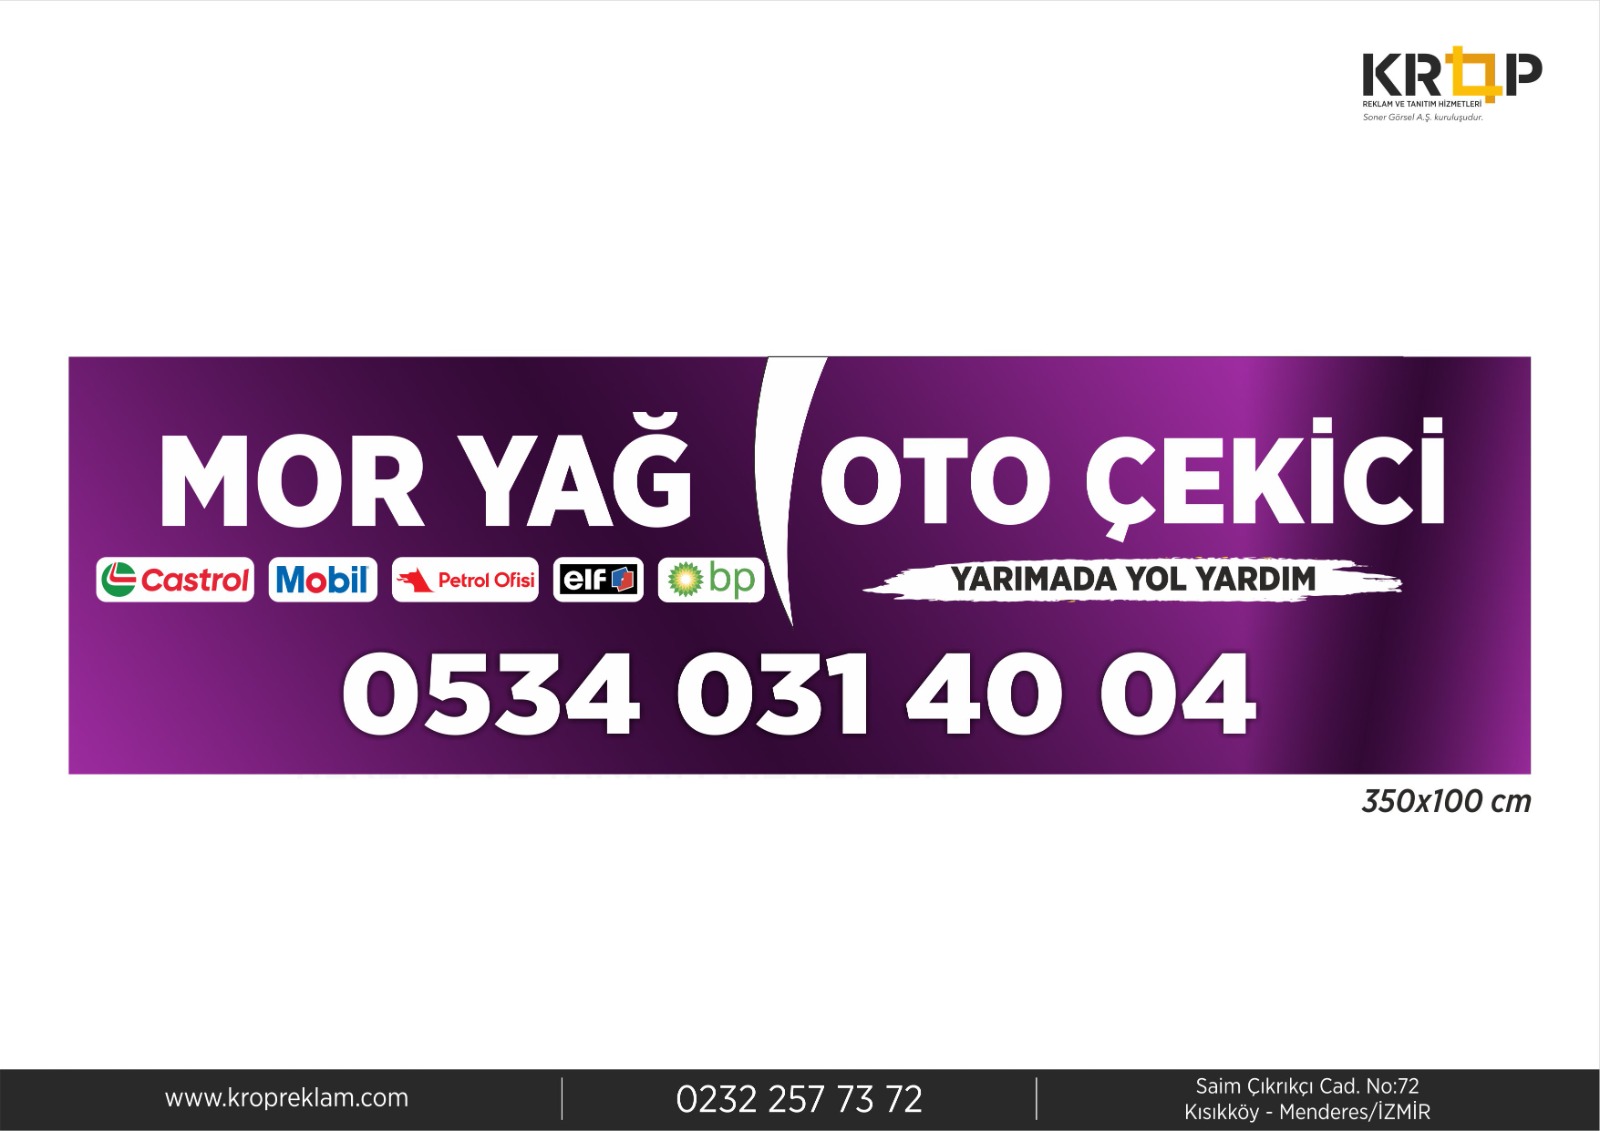 KROP
REKLAM VE TANITIM HİZMETLERİ
Soner Görsel A.Ş. kuruluşudur.
MOR YAĞ
OTO ÇEKİCİ
Castrol
Mobil
Petrol Ofisi
elf
bp
YARIMADA YOL YARDIM
0534 031 40 04
350x100 cm
www.kropreklam.com
0232 257 73 72
Saim Çıkrıkçı Cad. No:72
Kısıkköy - Menderes/İZMİR